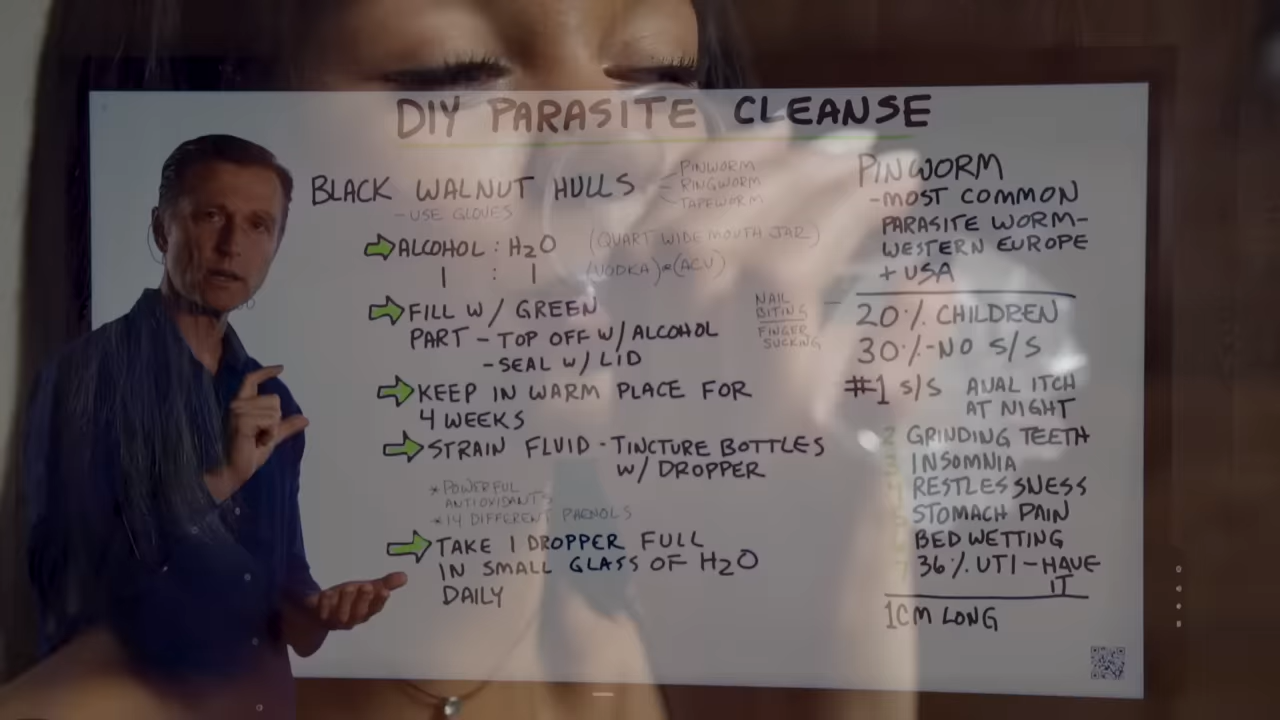 DIY PARASITE CLEANSE
BLACK WALNUT HULLS
- USE GLOVES
PINWORM
RINGWORM
TAPEWORM
ALCOHOL : H2O
1 : 1
(QUART WIDE MOUTH JAR)
(VODKA) (ACV)
FILL W/ GREEN
PART - TOP OFF W/ ALCOHOL
- SEAL W/ LID
KEEP IN WARM PLACE FOR
4 WEEKS
STRAIN FLUID - TINCTURE BOTTLES
W/ DROPPER
* POWERFUL
ANTIOXIDANTS
* 14 DIFFERENT PHENOLS
TAKE 1 DROPPER FULL
IN SMALL GLASS OF H2O
DAILY
PINWORM
- MOST COMMON
PARASITE WORM -
WESTERN EUROPE
+ USA
NAIL
BITING
FINGER
SUCKING
20% CHILDREN
30% - NO S/S
#1 S/S ANAL ITCH
AT NIGHT
2 GRINDING TEETH
INSOMNIA
RESTLESSNESS
STOMACH PAIN
BED WETTING
36% UTI - HAVE
IT
1CM LONG